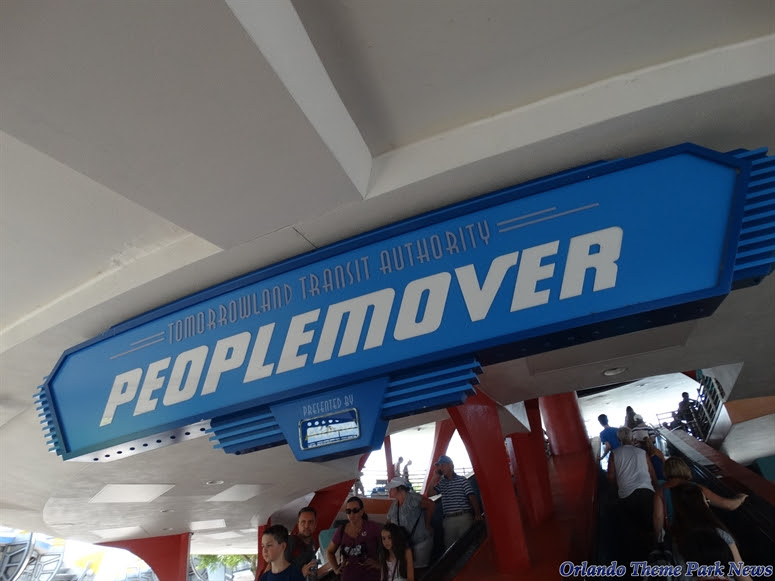 TOMORROWLAND TRANSIT AUTHORITY
PEOPLEMOVER
PRESENTED BY
Orlando Theme Park News